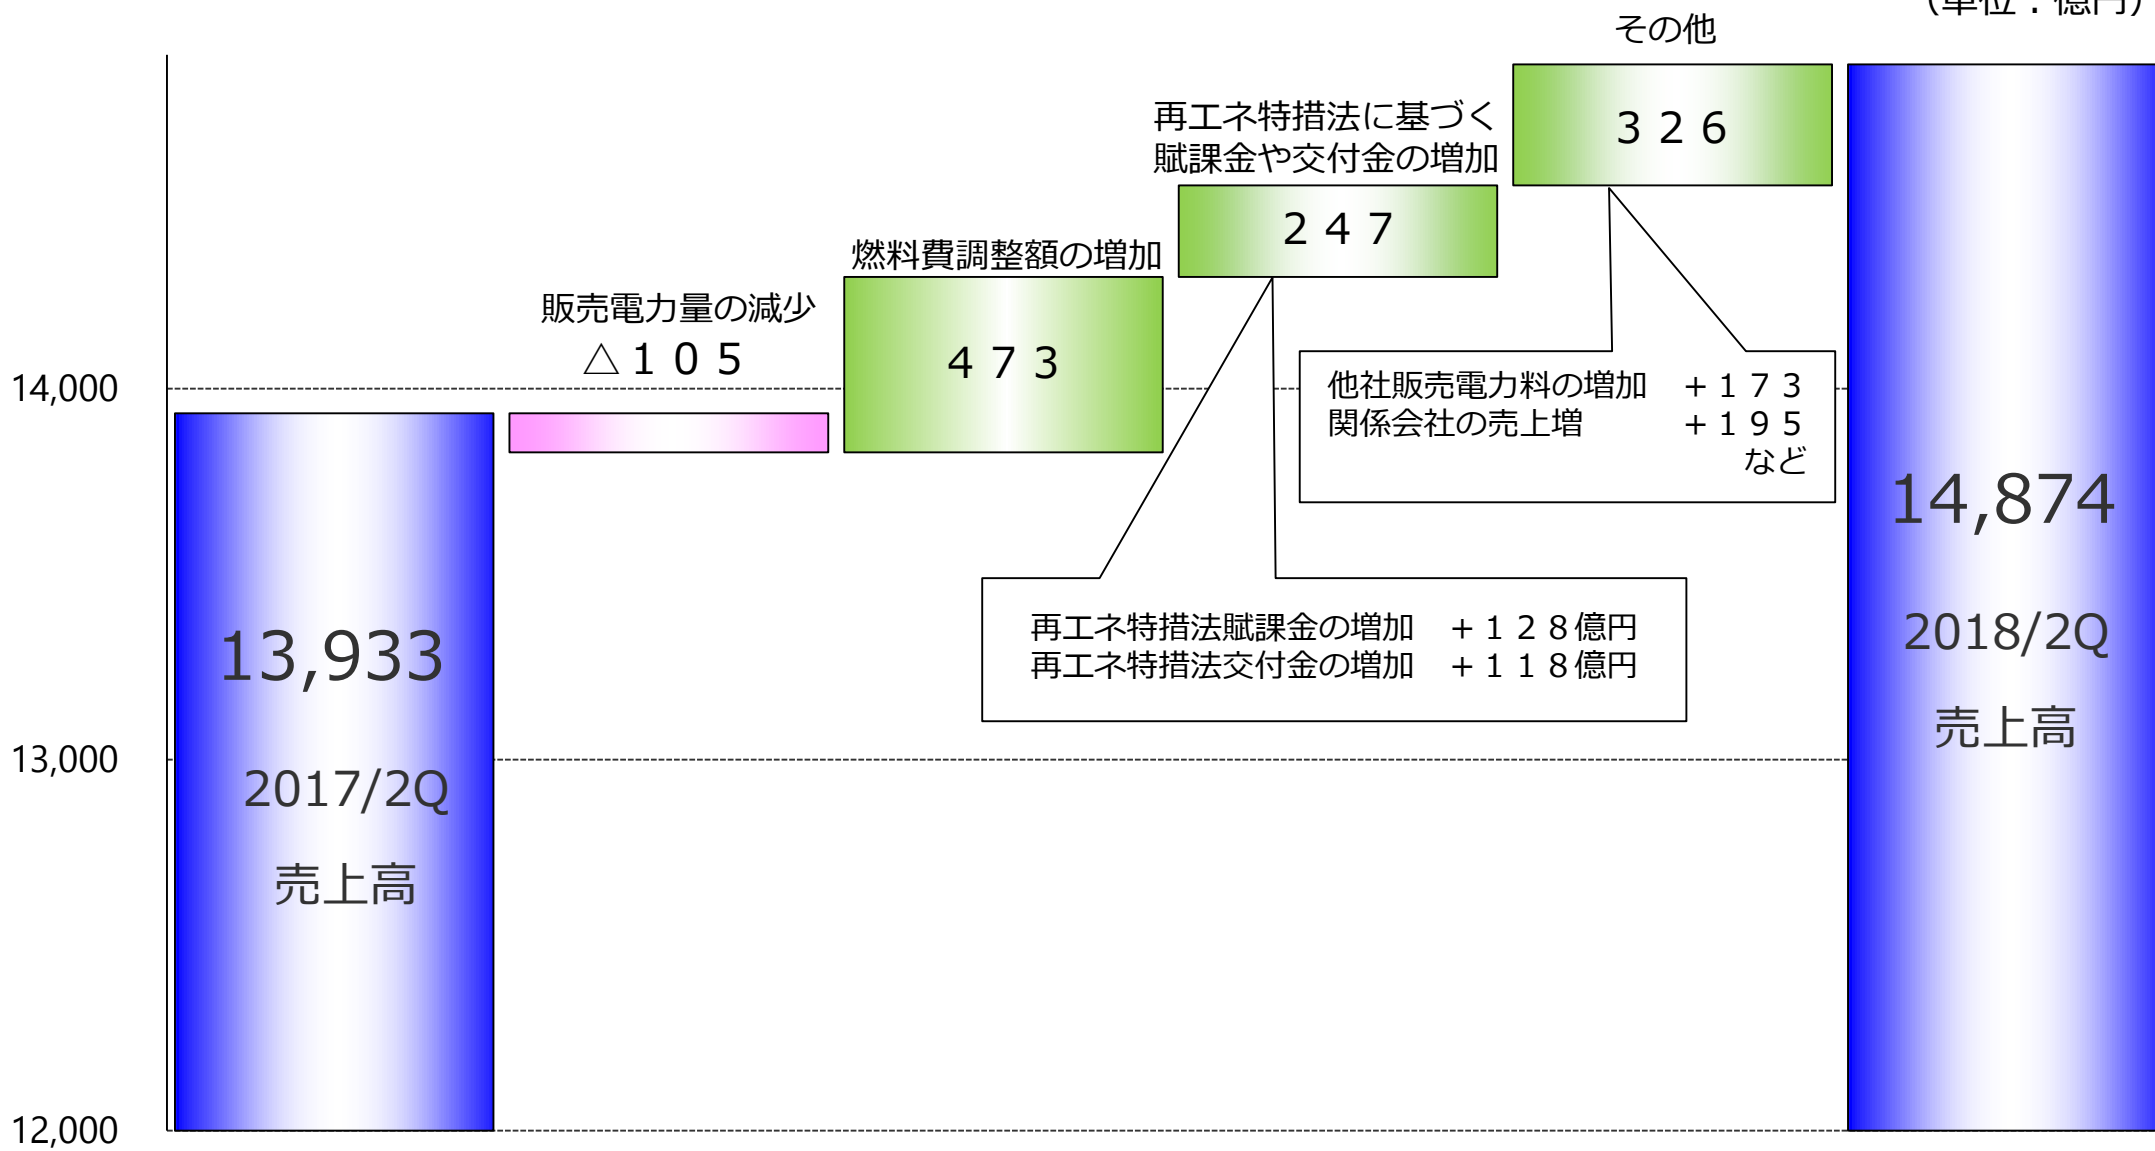 （単位：億円）
その他
３２６
再エネ特措法に基づく
賦課金や交付金の増加
２４７
燃料費調整額の増加
４７３
販売電力量の減少
△１０５
14,000
13,000
12,000
他社販売電力料の増加　＋１７３
関係会社の売上増　＋１９５
など
再エネ特措法賦課金の増加　＋１２８億円
再エネ特措法交付金の増加　＋１１８億円
13,933
2017/2Q
売上高
14,874
2018/2Q
売上高